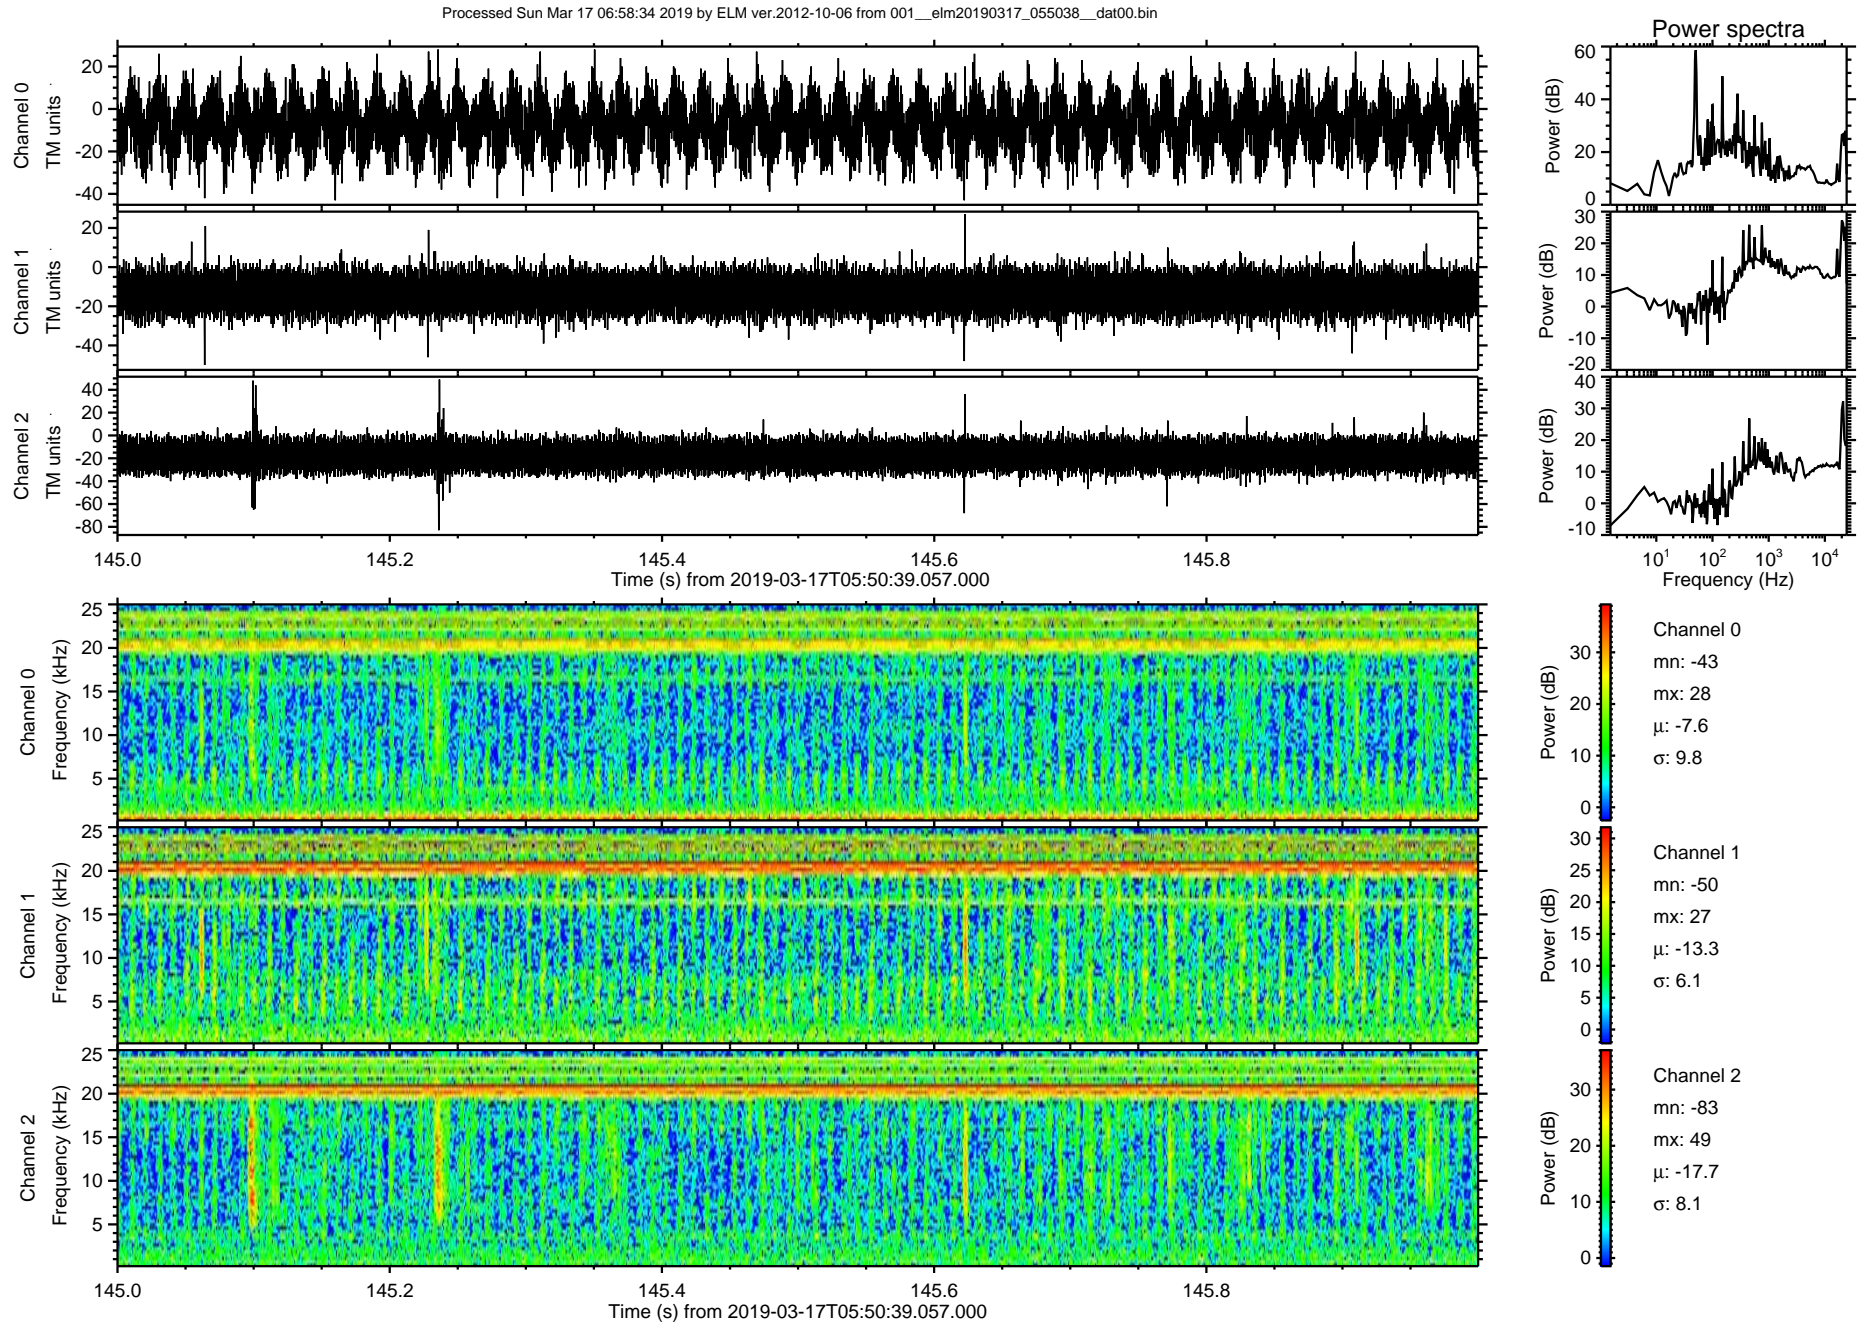 Processed Sun Mar 17 06:58:34 2019 by ELM ver.2012-10-06 from 001__elm20190317_055038__dat00.bin
Power spectra
Channel 0
TM units
20
0
-20
-40
Power (dB)
60
40
20
0
Channel 1
TM units
20
0
-20
-40
Power (dB)
30
20
10
0
-10
-20
Channel 2
TM units
40
20
0
-20
-40
-60
-80
Power (dB)
40
30
20
10
0
-10
145.0 145.2 145.4 145.6 145.8
Time (s) from 2019-03-17T05:50:39.057.000
10¹ 10² 10³ 10⁴
Frequency (Hz)
Channel 0
Frequency (kHz)
25
20
15
10
5
Power (dB)
30
20
10
0
Channel 0
mn: -43
mx: 28
μ: -7.6
σ: 9.8
Channel 1
Frequency (kHz)
25
20
15
10
5
Power (dB)
30
25
20
15
10
5
0
Channel 1
mn: -50
mx: 27
μ: -13.3
σ: 6.1
Channel 2
Frequency (kHz)
25
20
15
10
5
Power (dB)
30
20
10
0
Channel 2
mn: -83
mx: 49
μ: -17.7
σ: 8.1
145.0 145.2 145.4 145.6 145.8
Time (s) from 2019-03-17T05:50:39.057.000